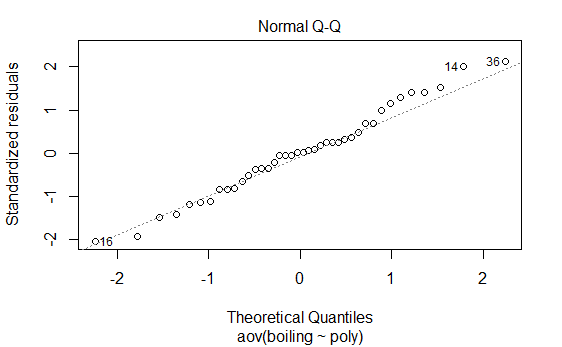 Normal Q-Q
Standardized residuals
2
1
0
-1
-2
14
36
16
-2 -1 0 1 2
Theoretical Quantiles
aov(boiling ~ poly)